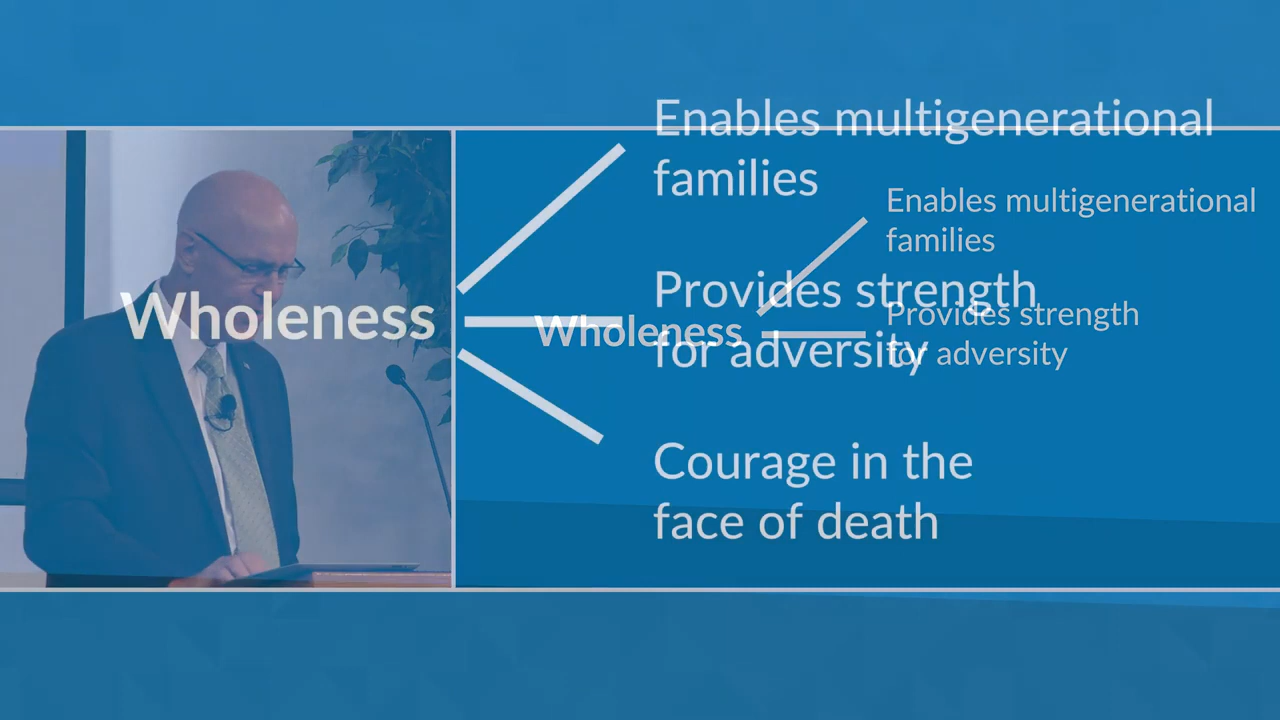 Enables multigenerational
families
Wholeness
Provides strength
for adversity
Courage in the
face of death
Enables multigenerational
families
Wholeness
Provides strength
for adversity